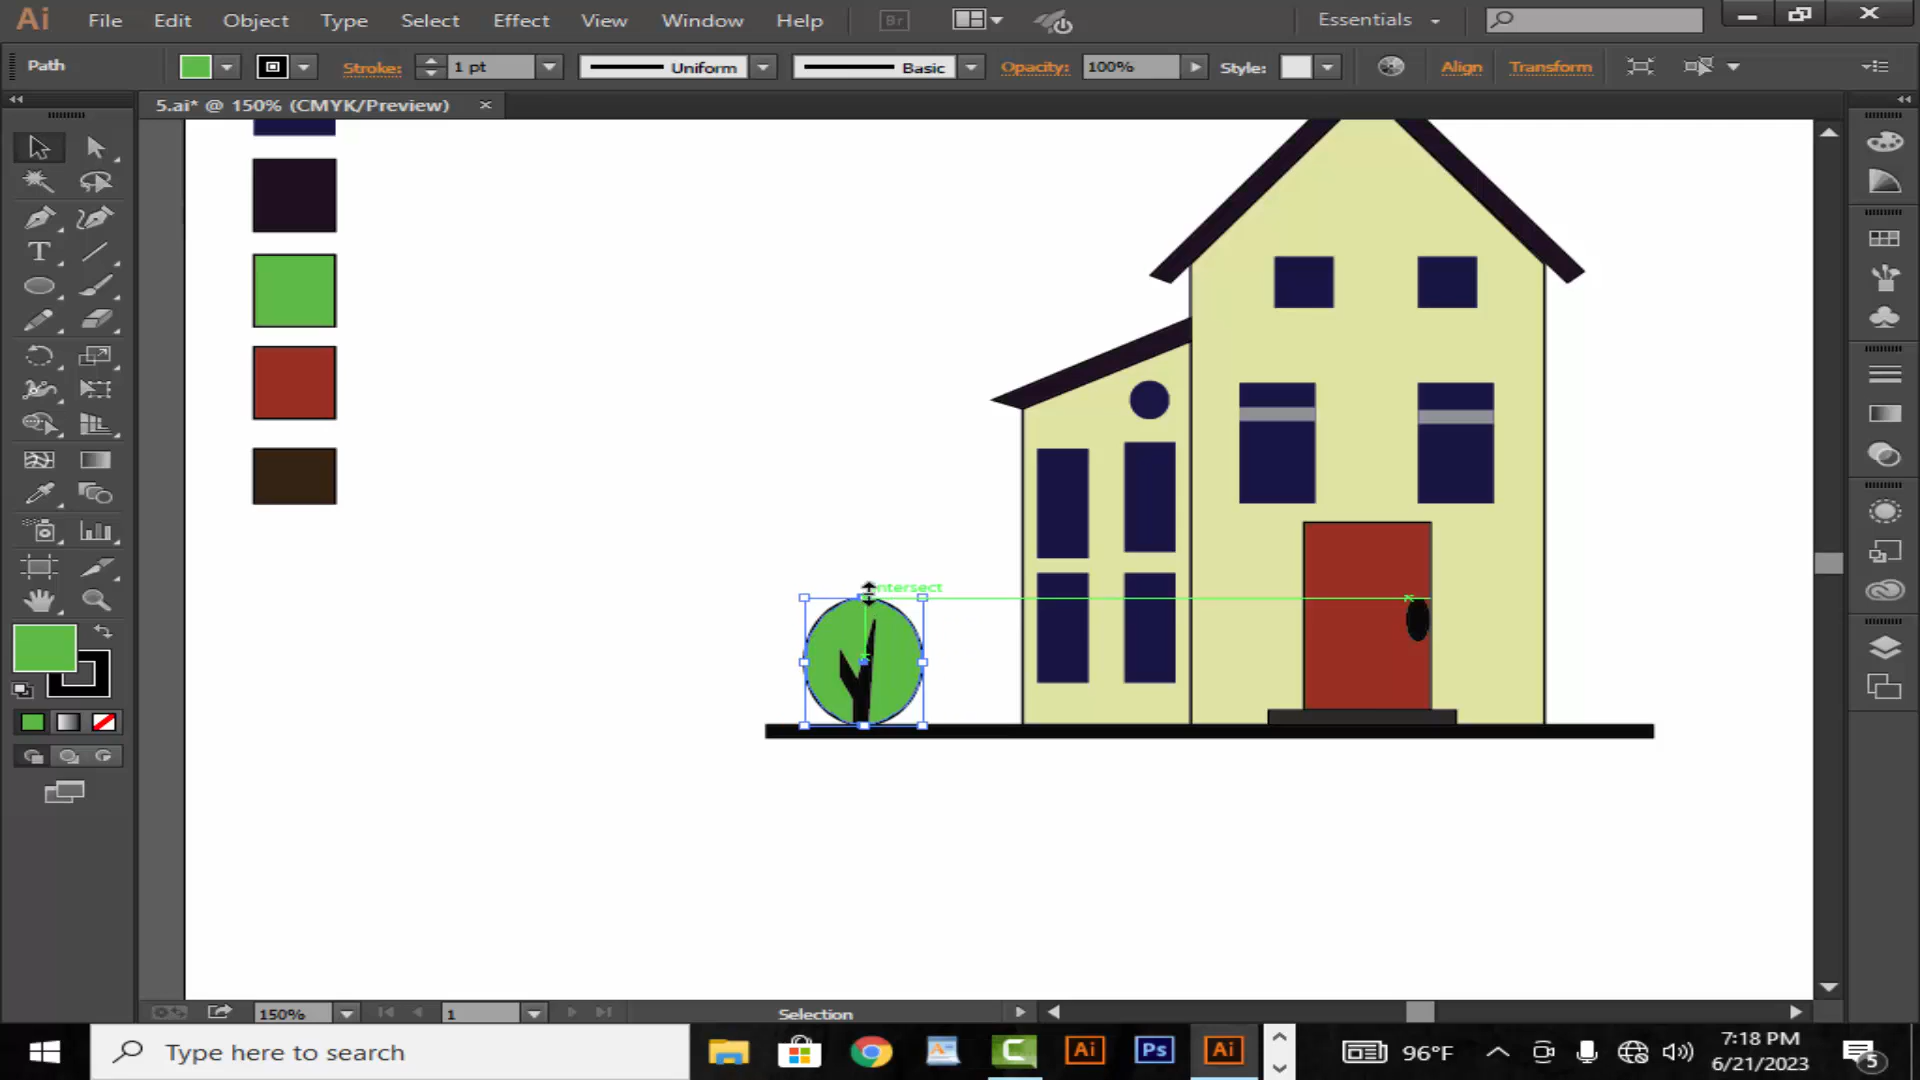 Ai File Edit Object Type Select Effect View Window Help Br Essentials
Path Stroke: 1 pt Uniform Basic Opacity: 100% Style: Align Transform
5.ai* @ 150% (CMYK/Preview)
T
intersect
150% 1 Selection
Type here to search Ai Ps Ai 96°F 7:18 PM
6/21/2023 5